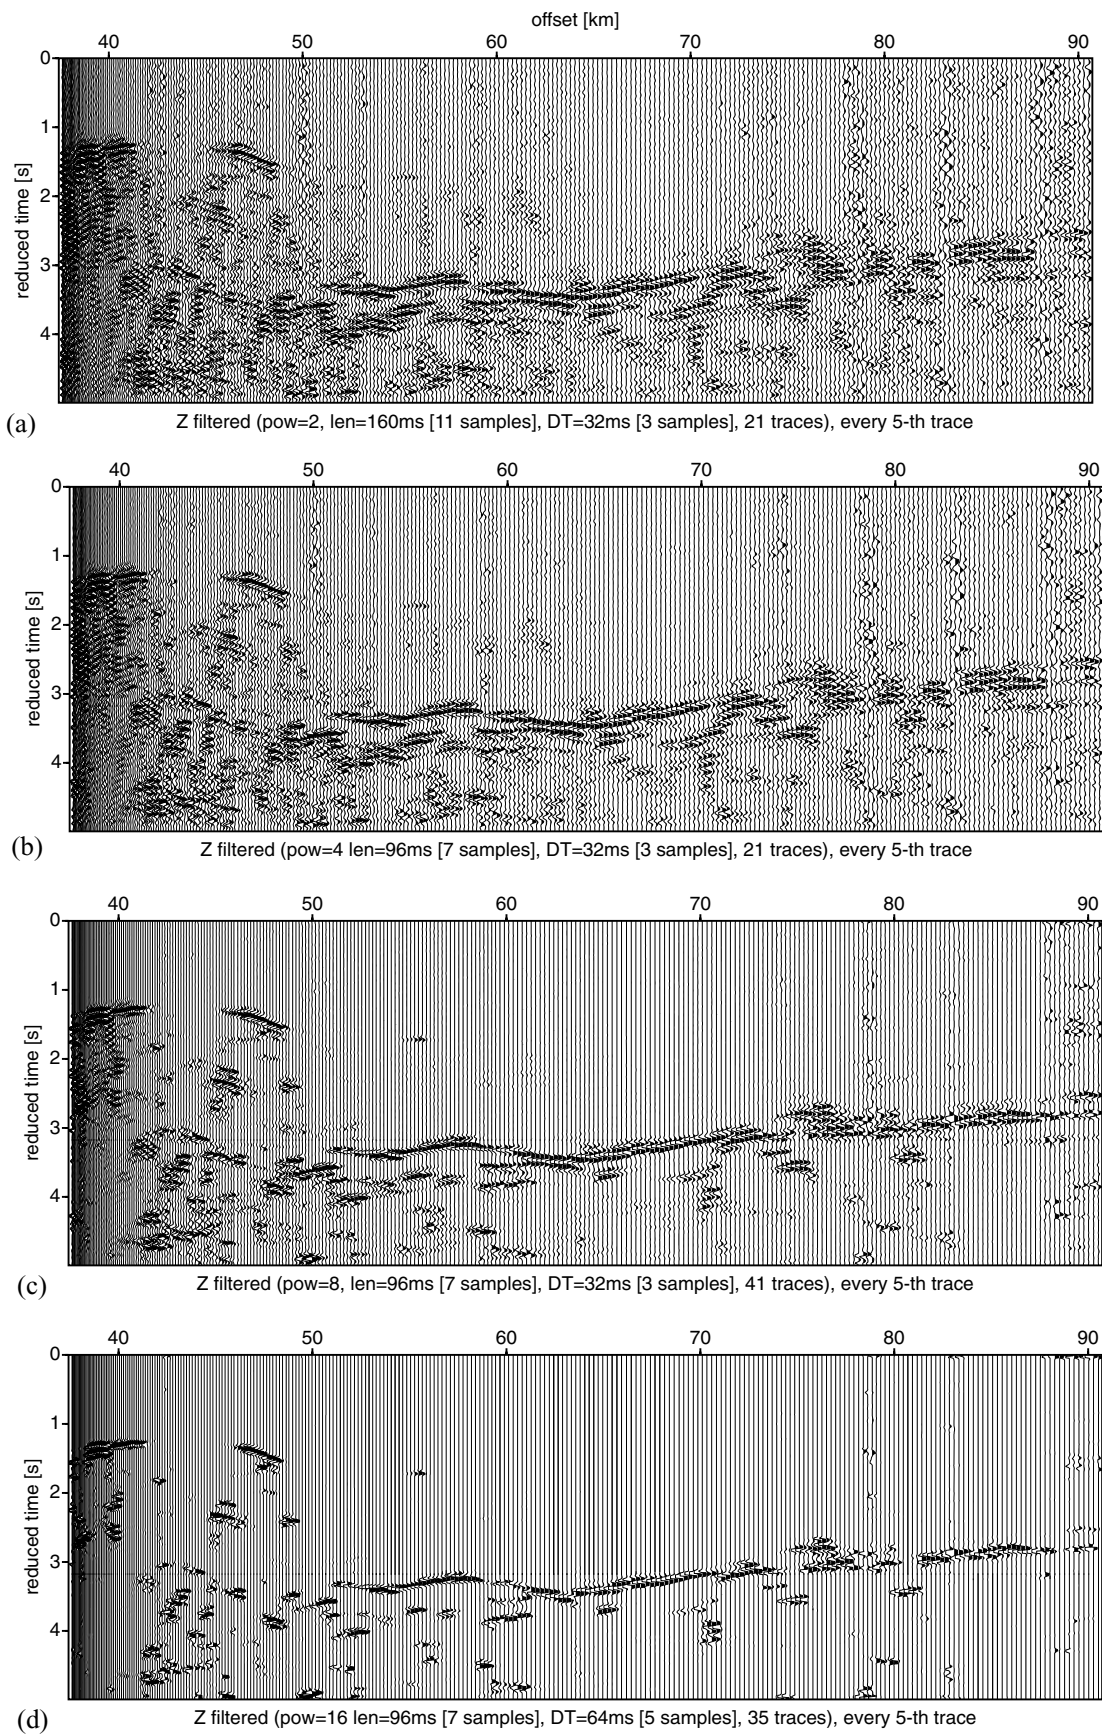 offset [km]
40 50 60 70 80 90
0
1
2
3
4
reduced time [s]
(a)
Z filtered (pow=2, len=160ms [11 samples], DT=32ms [3 samples], 21 traces), every 5-th trace
40 50 60 70 80 90
0
1
2
3
4
reduced time [s]
(b)
Z filtered (pow=4 len=96ms [7 samples], DT=32ms [3 samples], 21 traces), every 5-th trace
40 50 60 70 80 90
0
1
2
3
4
reduced time [s]
(c)
Z filtered (pow=8, len=96ms [7 samples], DT=32ms [3 samples], 41 traces), every 5-th trace
40 50 60 70 80 90
0
1
2
3
4
reduced time [s]
(d)
Z filtered (pow=16 len=96ms [7 samples], DT=64ms [5 samples], 35 traces), every 5-th trace